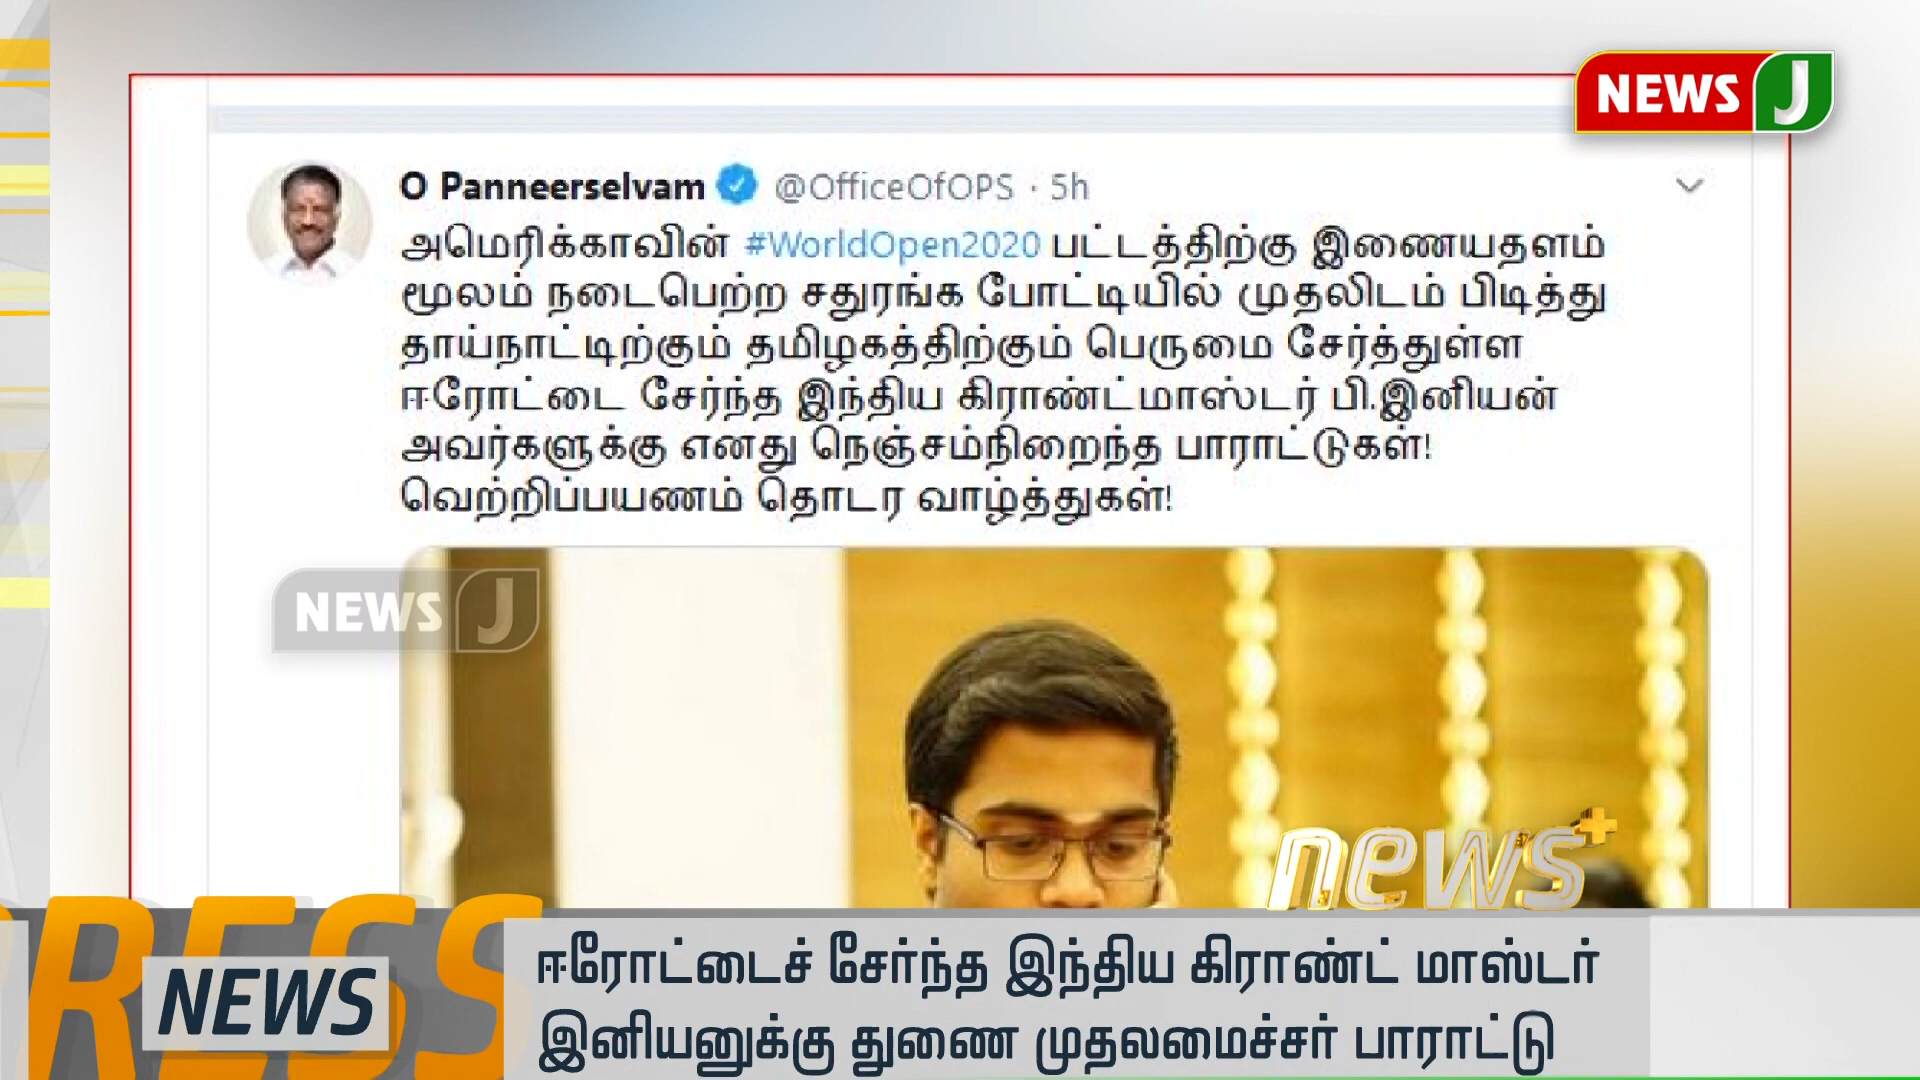 NEWS J
O Panneerselvam @OfficeOfOPS · 5h
அமெரிக்காவின் #WorldOpen2020 பட்டத்திற்கு இணையதளம்
மூலம் நடைபெற்ற சதுரங்க போட்டியில் முதலிடம் பிடித்து
தாய்நாட்டிற்கும் தமிழகத்திற்கும் பெருமை சேர்த்துள்ள
ஈரோட்டை சேர்ந்த இந்திய கிராண்ட்மாஸ்டர் பி.இனியன்
அவர்களுக்கு எனது நெஞ்சம்நிறைந்த பாராட்டுகள்!
வெற்றிப்பயணம் தொடர வாழ்த்துகள்!
NEWS J
news+
RESS
NEWS
ஈரோட்டைச் சேர்ந்த இந்திய கிராண்ட் மாஸ்டர்
இனியனுக்கு துணை முதலமைச்சர் பாராட்டு